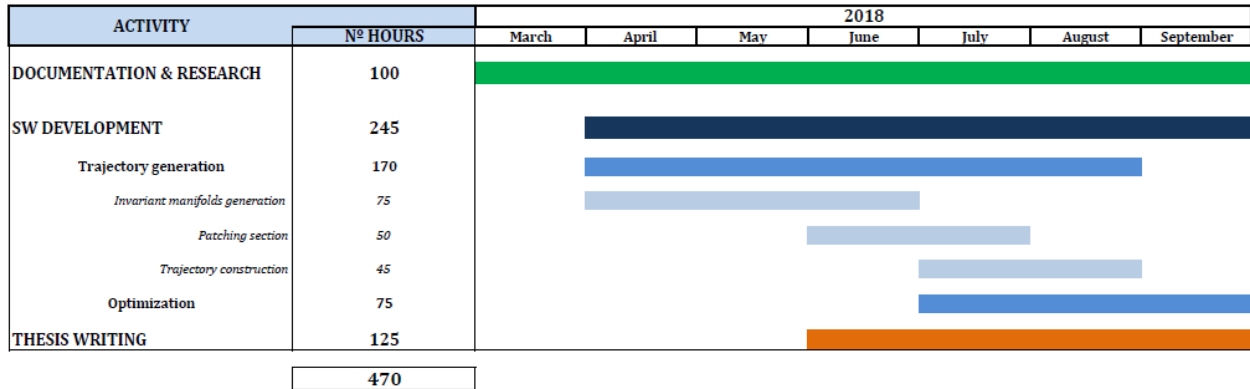 ACTIVITY
2018
Nº HOURS March April May June July August September
DOCUMENTATION & RESEARCH 100
SW DEVELOPMENT 245
Trajectory generation 170
Invariant manifolds generation 75
Patching section 50
Trajectory construction 45
Optimization 75
THESIS WRITING 125
470